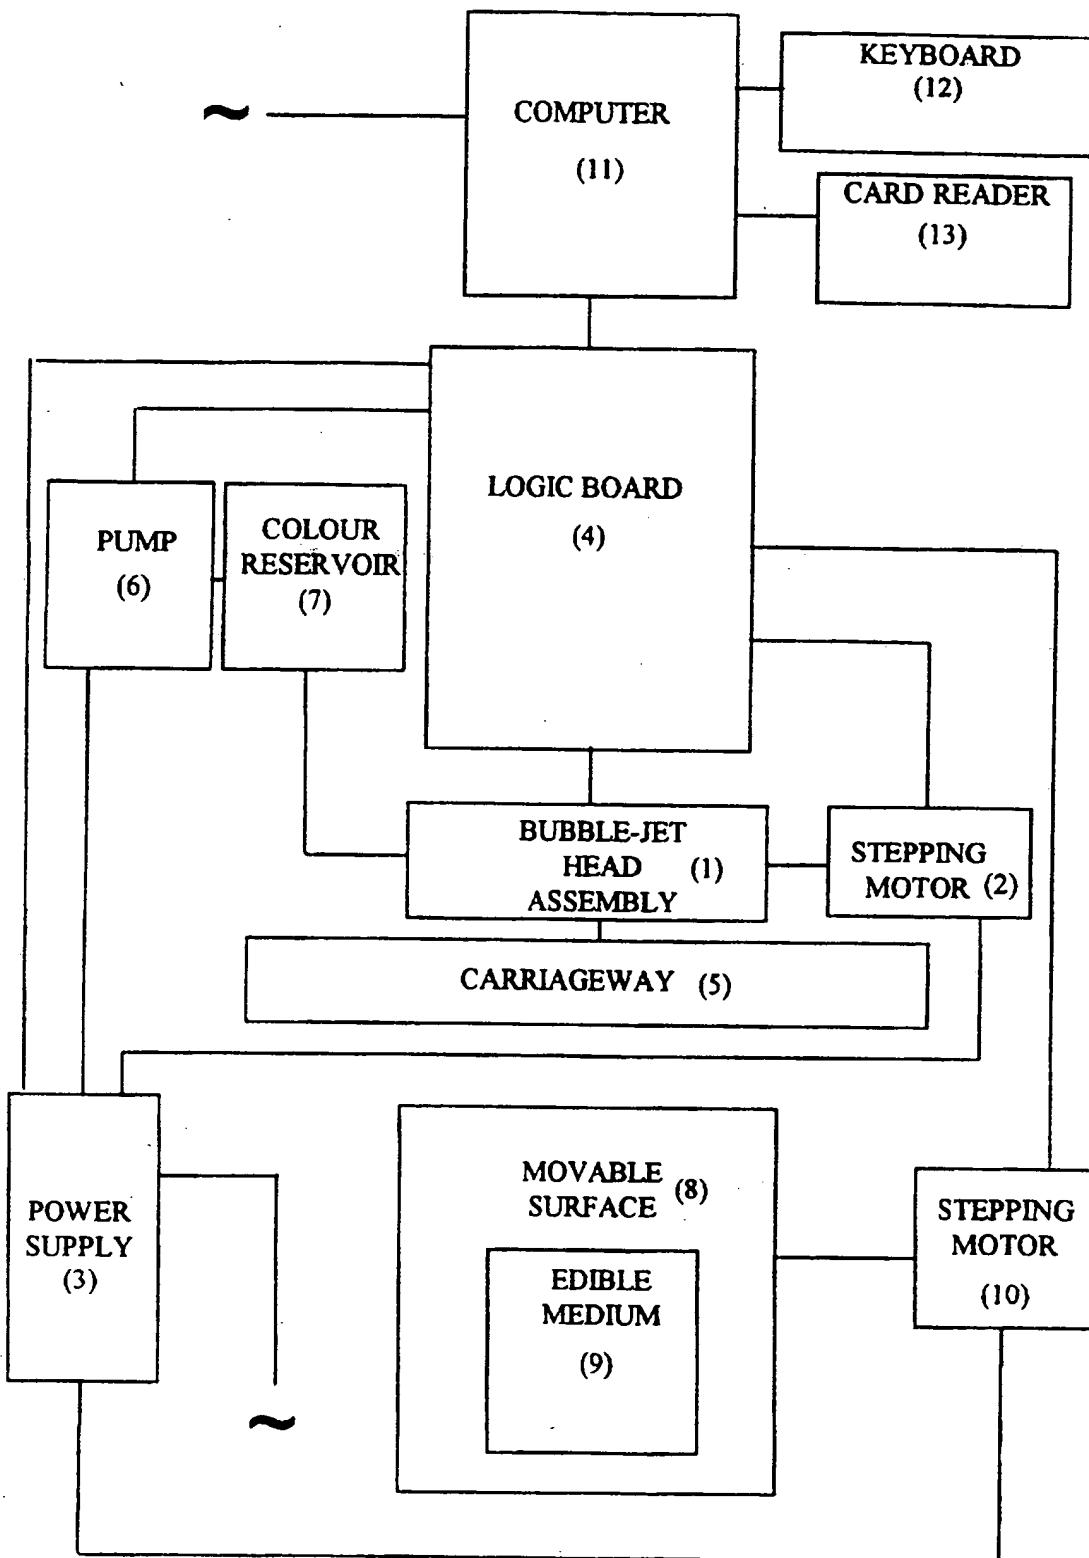 KEYBOARD
(12)
~
COMPUTER
(11)
CARD READER
(13)
LOGIC BOARD
(4)
PUMP
(6)
COLOUR
RESERVOIR
(7)
BUBBLE-JET
HEAD (1)
ASSEMBLY
STEPPING
MOTOR (2)
CARRIAGEWAY (5)
POWER
SUPPLY
(3)
~
MOVABLE
SURFACE (8)
EDIBLE
MEDIUM
(9)
STEPPING
MOTOR
(10)